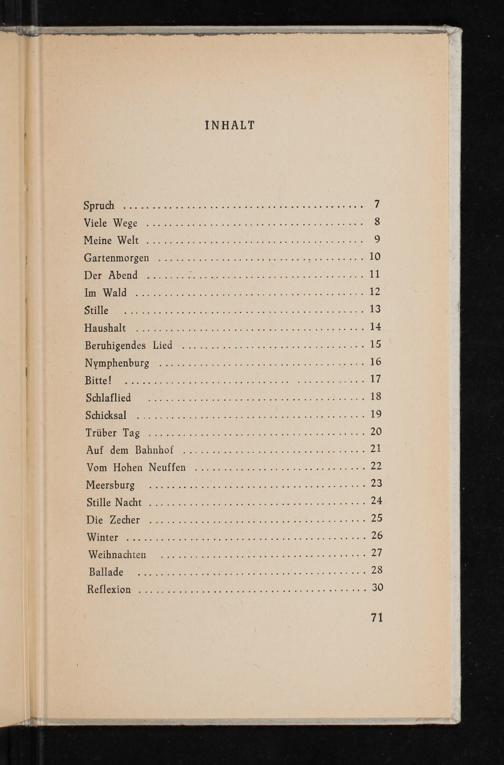 INHALT
Spruch ........................................ 7
Viele Wege .................................... 8
Meine Welt .................................... 9
Gartenmorgen .................................. 10
Der Abend ..................................... 11
Im Wald ....................................... 12
Stille ........................................ 13
Haushalt ...................................... 14
Beruhigendes Lied ............................. 15
Nymphenburg ................................... 16
Bitte! ........................................ 17
Schlaflied .................................... 18
Schicksal ..................................... 19
Trüber Tag .................................... 20
Auf dem Bahnhof ............................... 21
Vom Hohen Neuffen ............................. 22
Meersburg ..................................... 23
Stille Nacht .................................. 24
Die Zecher .................................... 25
Winter ........................................ 26
Weihnachten ................................... 27
Ballade ....................................... 28
Reflexion ..................................... 30
71